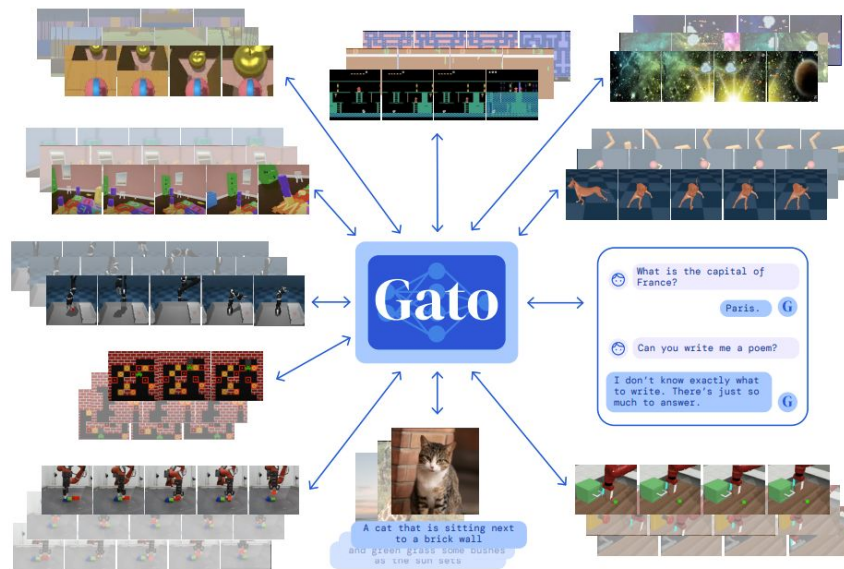 Gato
What is the capital of
France?
Paris.
G
Can you write me a poem?
I don't know exactly what
to write. There's just so
much to answer.
G
A cat that is sitting next
to a brick wall
and green grass some bushes
as the sun sets